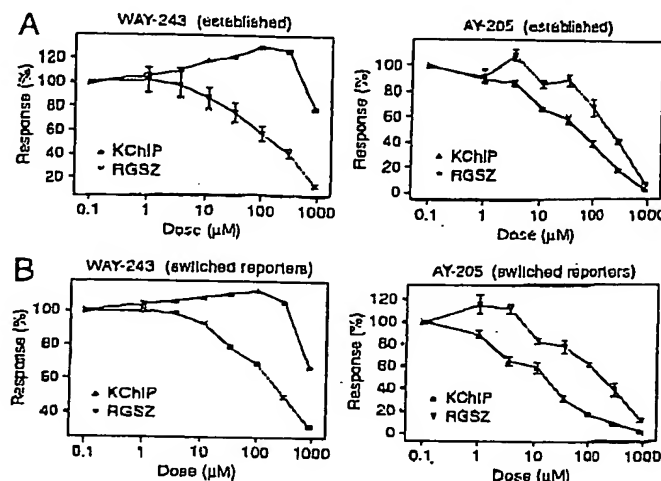 A
WAY-243 (established)
Response (%)
120
100
80
60
40
20
KChIP
RGSZ
0.1 1 10 100 1000
Dose (µM)
AY-205 (established)
Response (%)
100
80
60
40
20
0
KChIP
RGSZ
0.1 1 10 100 1000
Dose (µM)
B
WAY-243 (switched reporters)
Response (%)
100
80
60
40
KChIP
RGSZ
0.1 1 10 100 1000
Dose (µM)
AY-205 (switched reporters)
Response (%)
120
100
80
60
40
20
0
KChIP
RGSZ
0.1 1 10 100 1000
Dose (µM)